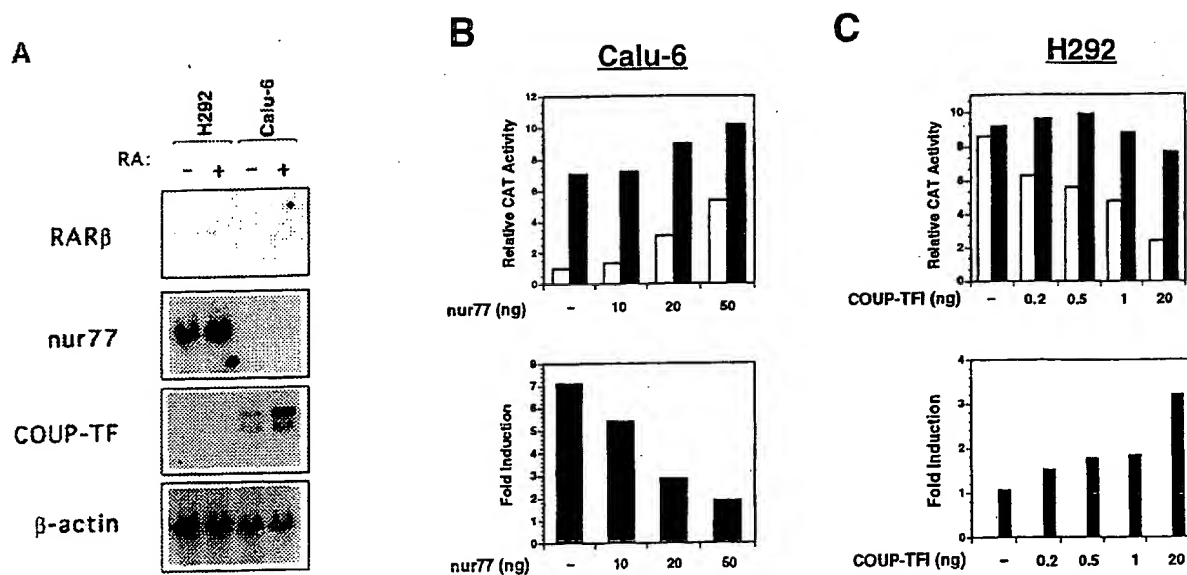 A
H292
Calu-6
RA: - + - +
RARβ
nur77
COUP-TF
β-actin
B
Calu-6
Relative CAT Activity
12
10
8
6
4
2
0
nur77 (ng) - 10 20 50
Fold Induction
8
7
6
5
4
3
2
1
0
nur77 (ng) - 10 20 50
C
H292
Relative CAT Activity
10
8
6
4
2
0
COUP-TFI (ng) - 0.2 0.5 1 20
Fold Induction
4
3
2
1
0
COUP-TFI (ng) - 0.2 0.5 1 20